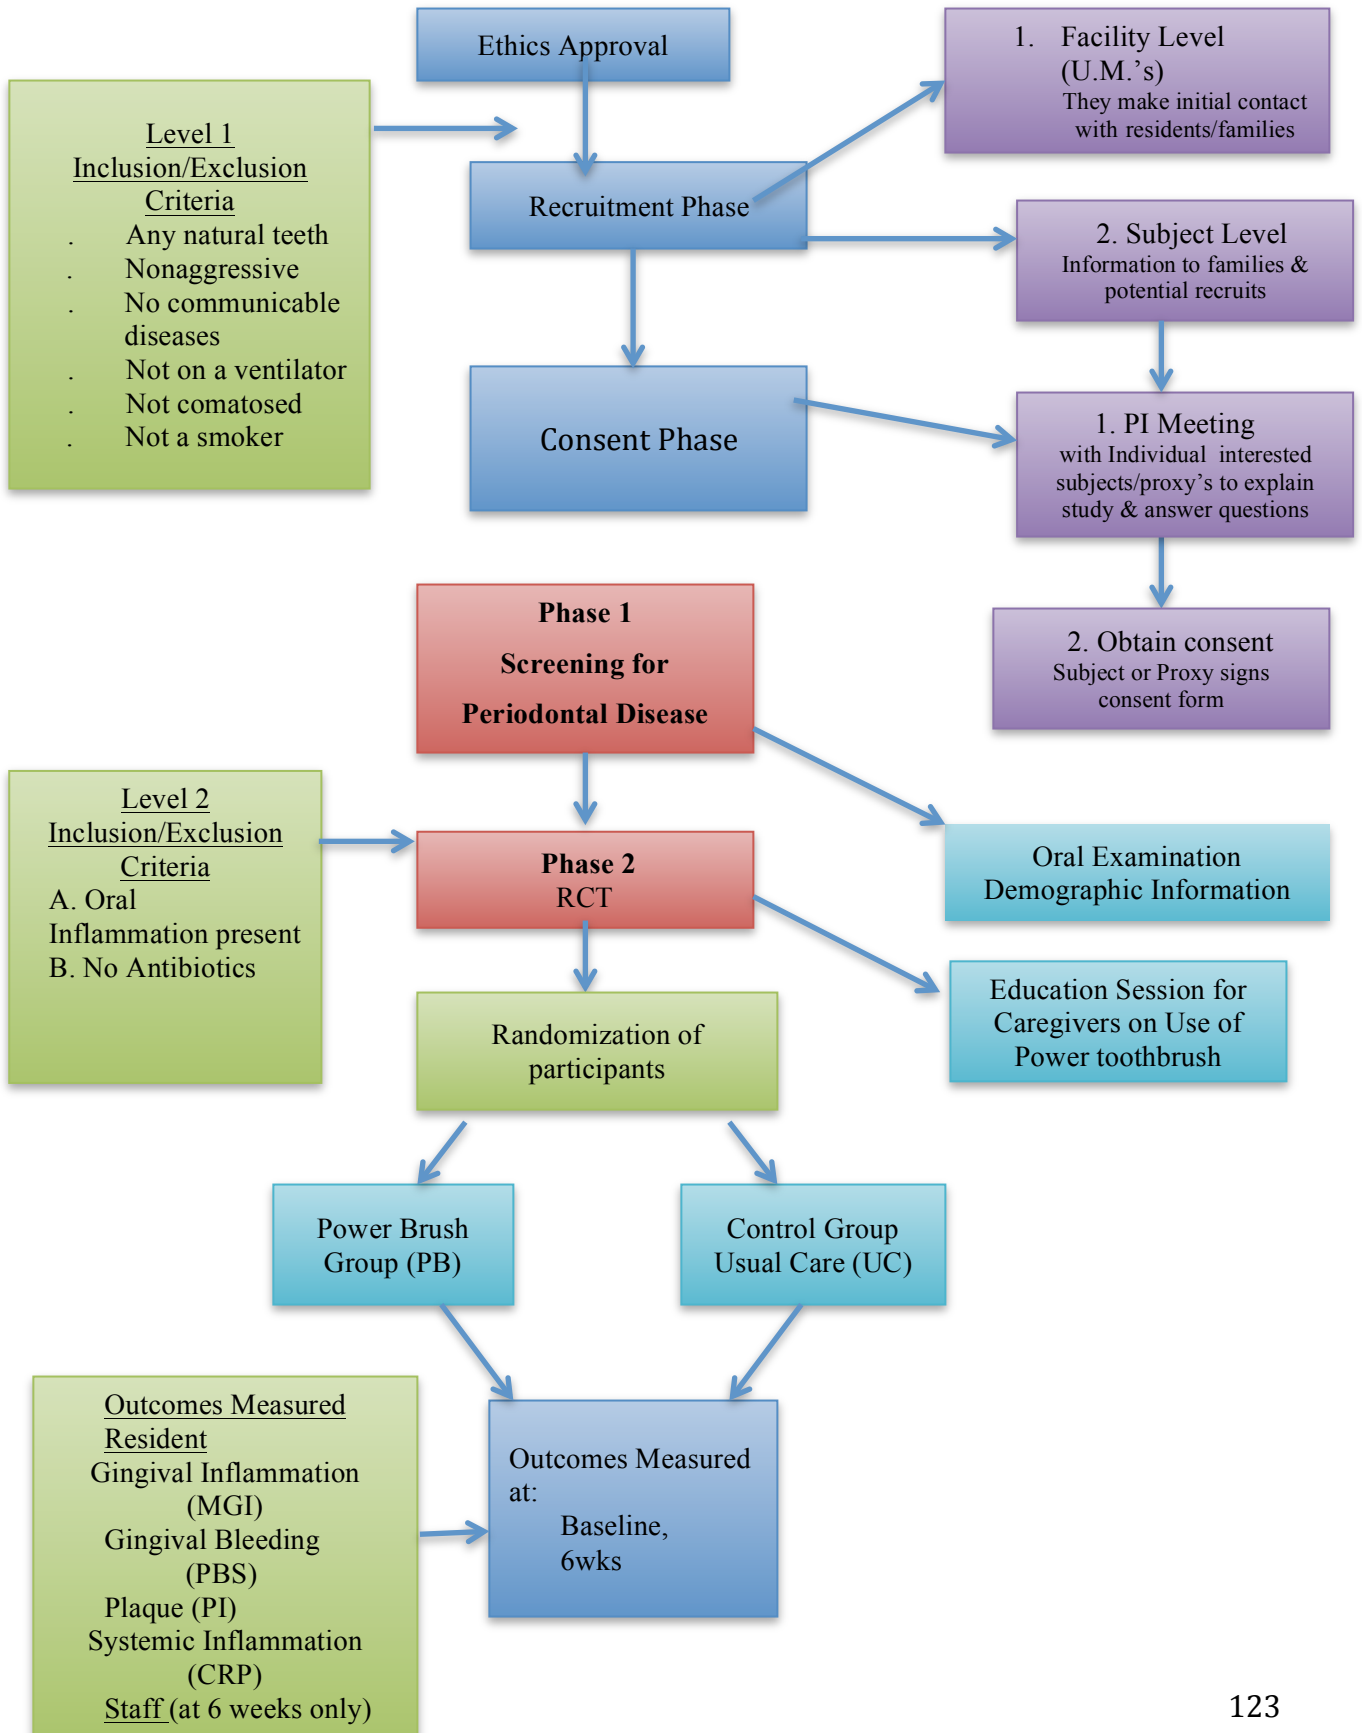 Ethics Approval
1. Facility Level
(U.M.'s)
They make initial contact
with residents/families
Level 1
Inclusion/Exclusion
Criteria
. Any natural teeth
. Nonaggressive
. No communicable
diseases
. Not on a ventilator
. Not comatosed
. Not a smoker
Recruitment Phase
2. Subject Level
Information to families &
potential recruits
Consent Phase
1. PI Meeting
with Individual interested
subjects/proxy's to explain
study & answer questions
2. Obtain consent
Subject or Proxy signs
consent form
Phase 1
Screening for
Periodontal Disease
Level 2
Inclusion/Exclusion
Criteria
A. Oral
Inflammation present
B. No Antibiotics
Phase 2
RCT
Oral Examination
Demographic Information
Education Session for
Caregivers on Use of
Power toothbrush
Randomization of
participants
Power Brush
Group (PB)
Control Group
Usual Care (UC)
Outcomes Measured
Resident
Gingival Inflammation
(MGI)
Gingival Bleeding
(PBS)
Plaque (PI)
Systemic Inflammation
(CRP)
Staff (at 6 weeks only)
Outcomes Measured
at:
Baseline,
6wks
123